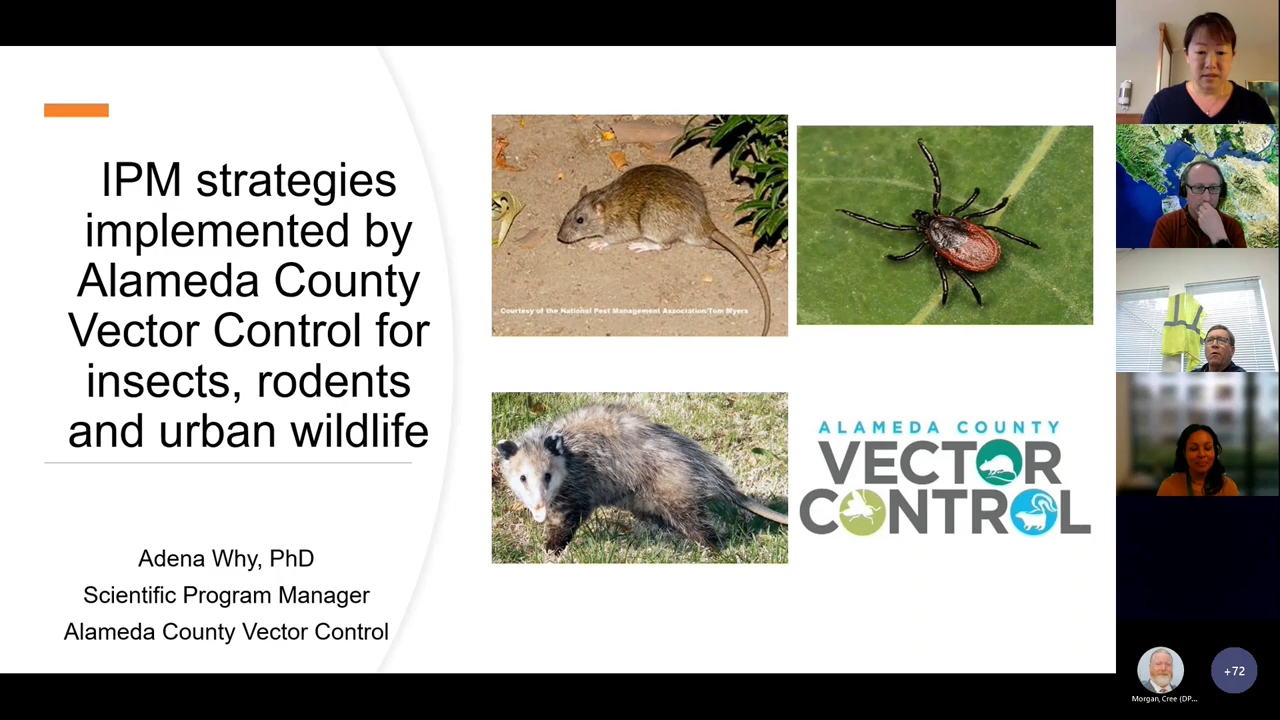 IPM strategies
implemented by
Alameda County
Vector Control for
insects, rodents
and urban wildlife
Adena Why, PhD
Scientific Program Manager
Alameda County Vector Control
Courtesy of the National Pest Management Association/Tom Myers
ALAMEDA COUNTY
VECTOR
CONTROL
Morgan, Cree (DP...
+72